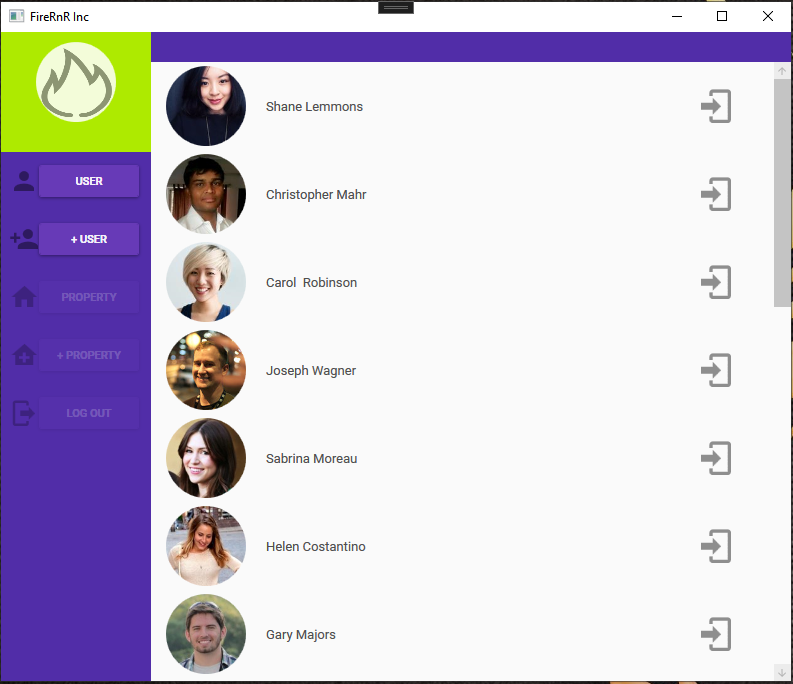 FireRnR Inc
USER
+ USER
PROPERTY
+ PROPERTY
LOG OUT
Shane Lemmons
Christopher Mahr
Carol  Robinson
Joseph Wagner
Sabrina Moreau
Helen Costantino
Gary Majors